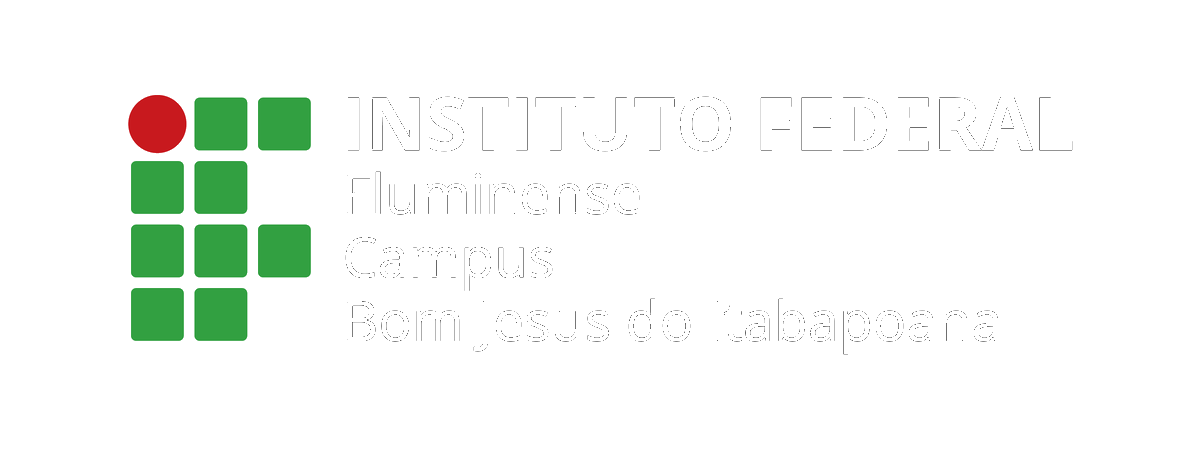 INSTITUTO FEDERAL
Fluminense
Campus
Bom Jesus do Itabapoana